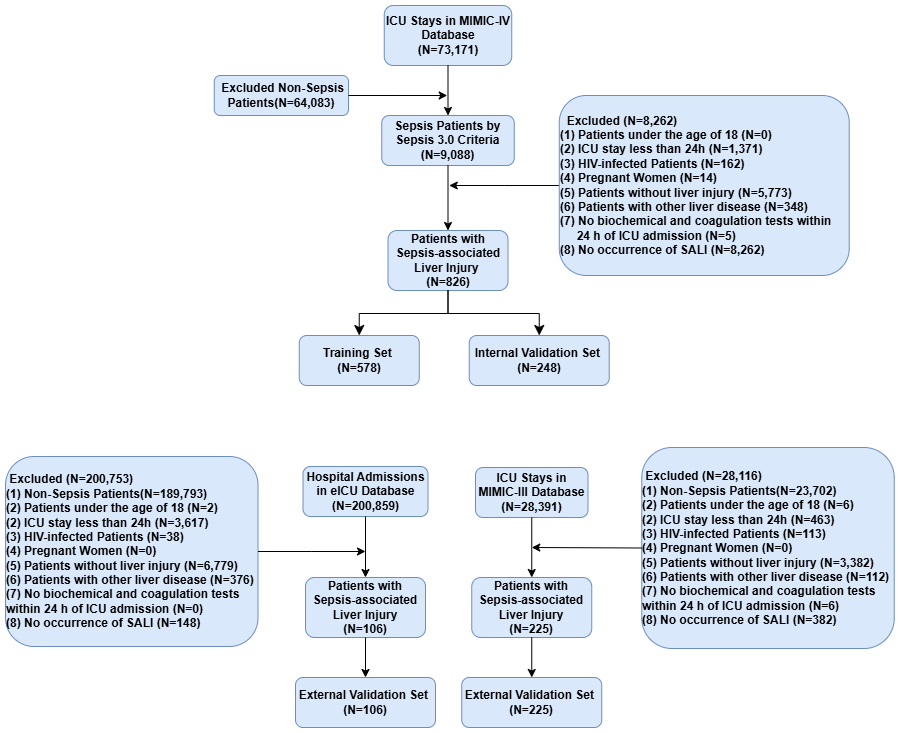 ICU Stays in MIMIC-IV
Database
(N=73,171)
Excluded Non-Sepsis
Patients(N=64,083)
Sepsis Patients by
Sepsis 3.0 Criteria
(N=9,088)
Excluded (N=8,262)
(1) Patients under the age of 18 (N=0)
(2) ICU stay less than 24h (N=1,371)
(3) HIV-infected Patients (N=162)
(4) Pregnant Women (N=14)
(5) Patients without liver injury (N=5,773)
(6) Patients with other liver disease (N=348)
(7) No biochemical and coagulation tests within
24 h of ICU admission (N=5)
(8) No occurrence of SALI (N=8,262)
Patients with
Sepsis-associated
Liver Injury
(N=826)
Training Set
(N=578)
Internal Validation Set
(N=248)
Excluded (N=200,753)
(1) Non-Sepsis Patients(N=189,793)
(2) Patients under the age of 18 (N=2)
(2) ICU stay less than 24h (N=3,617)
(3) HIV-infected Patients (N=38)
(4) Pregnant Women (N=0)
(5) Patients without liver injury (N=6,779)
(6) Patients with other liver disease (N=376)
(7) No biochemical and coagulation tests
within 24 h of ICU admission (N=0)
(8) No occurrence of SALI (N=148)
Hospital Admissions
in eICU Database
(N=200,859)
Patients with
Sepsis-associated
Liver Injury
(N=106)
External Validation Set
(N=106)
ICU Stays in
MIMIC-III Database
(N=28,391)
Patients with
Sepsis-associated
Liver Injury
(N=225)
External Validation Set
(N=225)
Excluded (N=28,116)
(1) Non-Sepsis Patients(N=23,702)
(2) Patients under the age of 18 (N=6)
(2) ICU stay less than 24h (N=463)
(3) HIV-infected Patients (N=113)
(4) Pregnant Women (N=0)
(5) Patients without liver injury (N=3,382)
(6) Patients with other liver disease (N=112)
(7) No biochemical and coagulation tests
within 24 h of ICU admission (N=6)
(8) No occurrence of SALI (N=382)